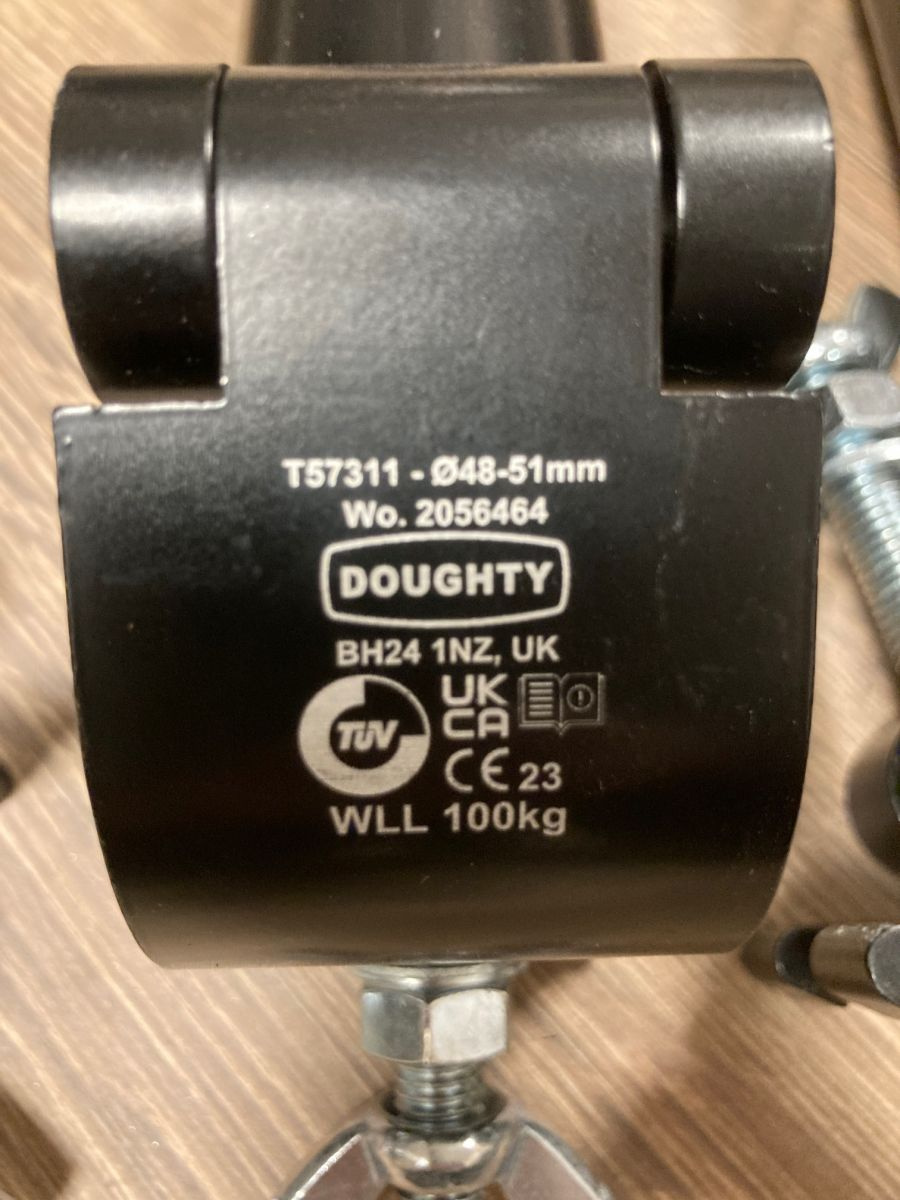 T57311 - Ø48-51mm
Wo. 2056464
DOUGHTY
BH24 1NZ, UK
TÜV
UK
CA
CE 23
WLL 100kg